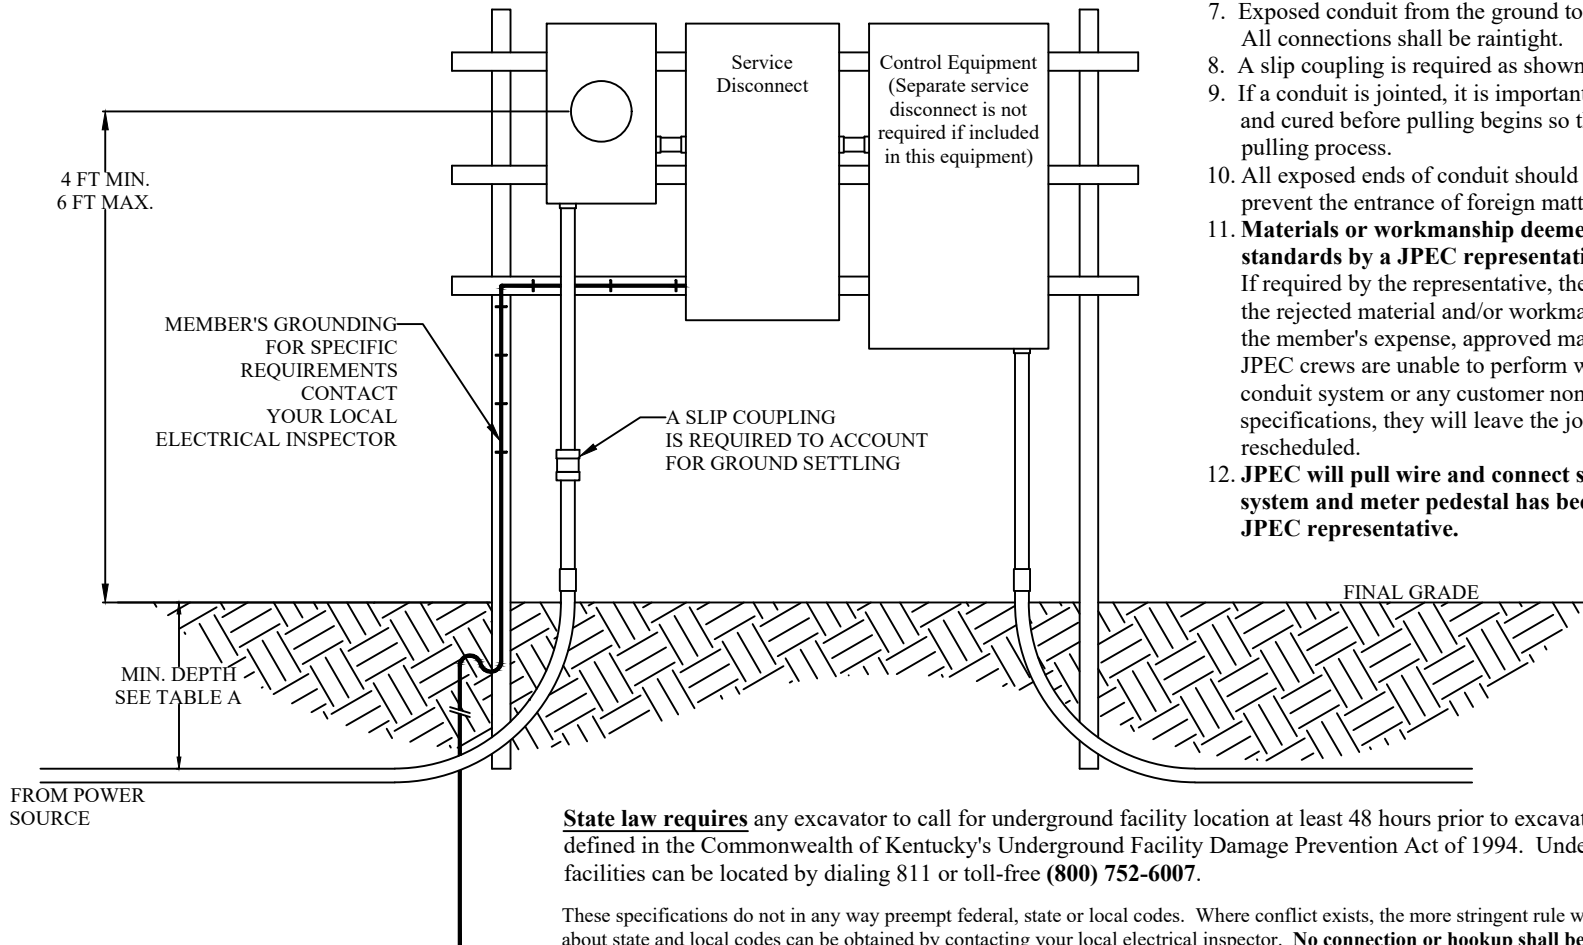 Service
Disconnect
Control Equipment
(Separate service
disconnect is not
required if included
in this equipment)
4 FT MIN.
6 FT MAX.
MEMBER'S GROUNDING
FOR SPECIFIC
REQUIREMENTS
CONTACT
YOUR LOCAL
ELECTRICAL INSPECTOR
A SLIP COUPLING
IS REQUIRED TO ACCOUNT
FOR GROUND SETTLING
7. Exposed conduit from the ground to
All connections shall be raintight.
8. A slip coupling is required as shown
9. If a conduit is jointed, it is important
and cured before pulling begins so
pulling process.
10. All exposed ends of conduit should
prevent the entrance of foreign
11. Materials or workmanship
standards by a JPEC
If required by the representative, the
the rejected material and/or
the member's expense, approved
JPEC crews are unable to perform
conduit system or any customer
specifications, they will leave the
rescheduled.
12. JPEC will pull wire and connect
system and meter pedestal has
JPEC representative.
FINAL GRADE
MIN. DEPTH
SEE TABLE A
FROM POWER
SOURCE
State law requires any excavator to call for underground facility location at least 48 hours prior to
defined in the Commonwealth of Kentucky's Underground Facility Damage Prevention Act of 1994.
facilities can be located by dialing 811 or toll-free (800) 752-6007.
These specifications do not in any way preempt federal, state or local codes. Where conflict exists, the more stringent rule
about state and local codes can be obtained by contacting your local electrical inspector. No connection or hookup shall be